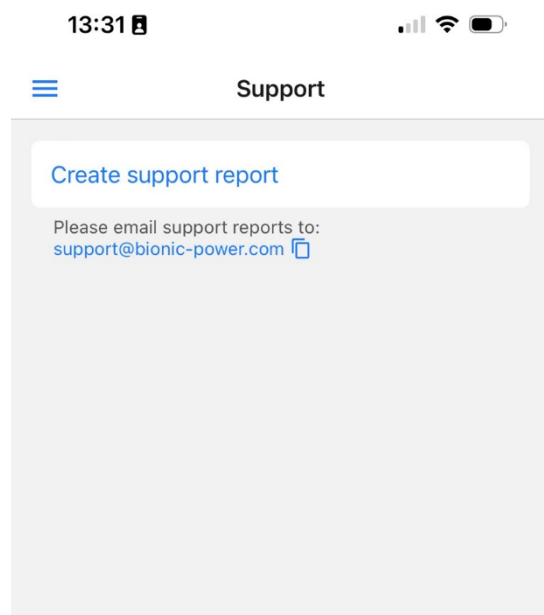 13:31
Support
Create support report
Please email support reports to:
support@bionic-power.com